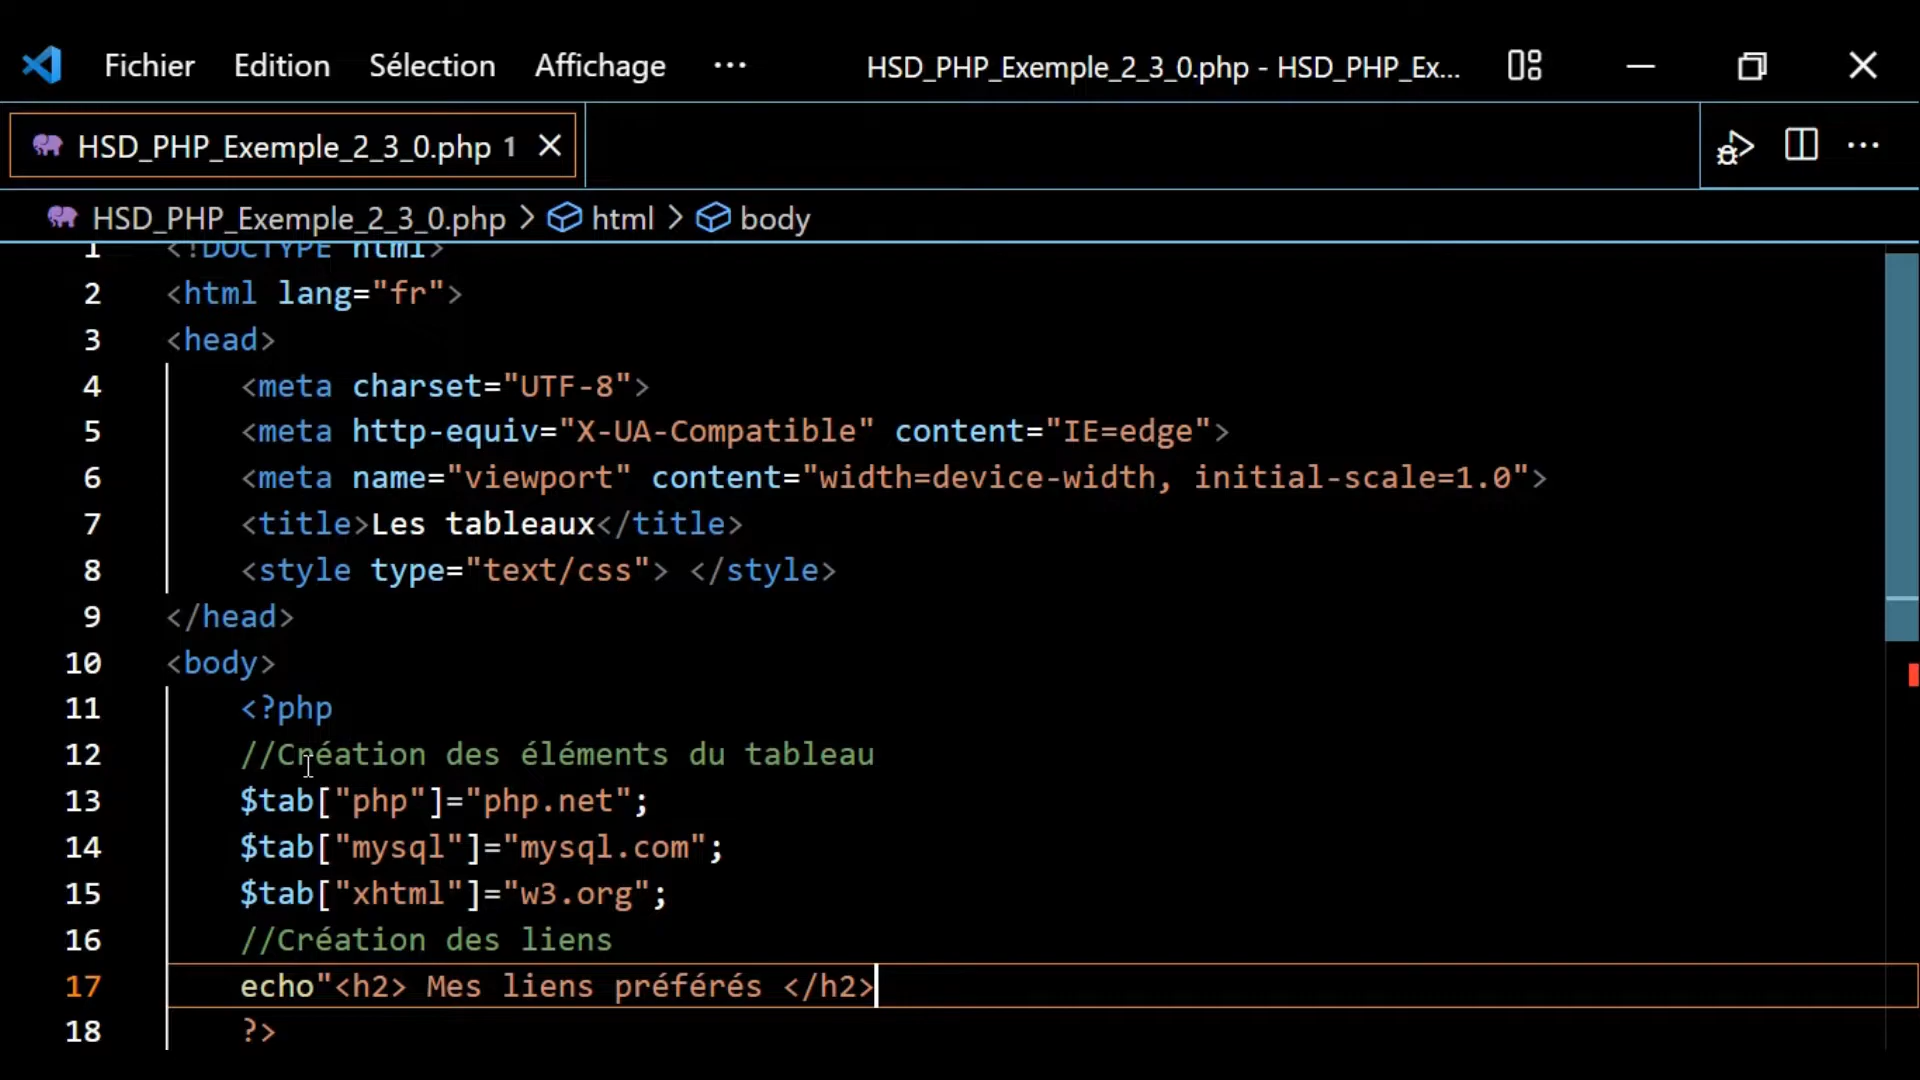 Fichier Edition Sélection Affichage ··· HSD_PHP_Exemple_2_3_0.php - HSD_PHP_Ex...
HSD_PHP_Exemple_2_3_0.php 1
HSD_PHP_Exemple_2_3_0.php > html > body
1 <!DOCTYPE html>
2 <html lang="fr">
3 <head>
4 <meta charset="UTF-8">
5 <meta http-equiv="X-UA-Compatible" content="IE=edge">
6 <meta name="viewport" content="width=device-width, initial-scale=1.0">
7 <title>Les tableaux</title>
8 <style type="text/css"> </style>
9 </head>
10 <body>
11 <?php
12 //Création des éléments du tableau
13 $tab["php"]="php.net";
14 $tab["mysql"]="mysql.com";
15 $tab["xhtml"]="w3.org";
16 //Création des liens
17 echo"<h2> Mes liens préférés </h2>
18 ?>